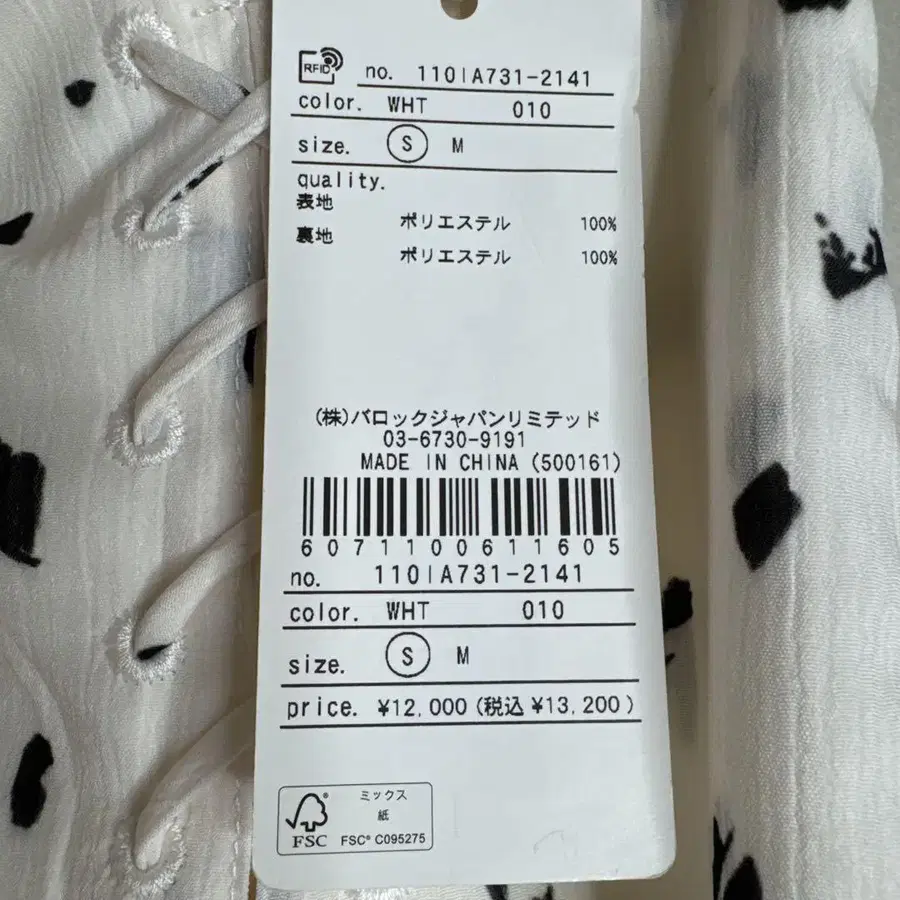 RFID
no. 110IA731-2141
color. WHT 010
size. S M
quality.
表地
ポリエステル 100%
裏地
ポリエステル 100%
(株)バロックジャパンリミテッド
03-6730-9191
MADE IN CHINA (500161)
6071100611605
no. 110IA731-2141
color. WHT 010
size. S M
price. ¥12,000 (税込 ¥13,200)
ミックス
紙
FSC FSC® C095275